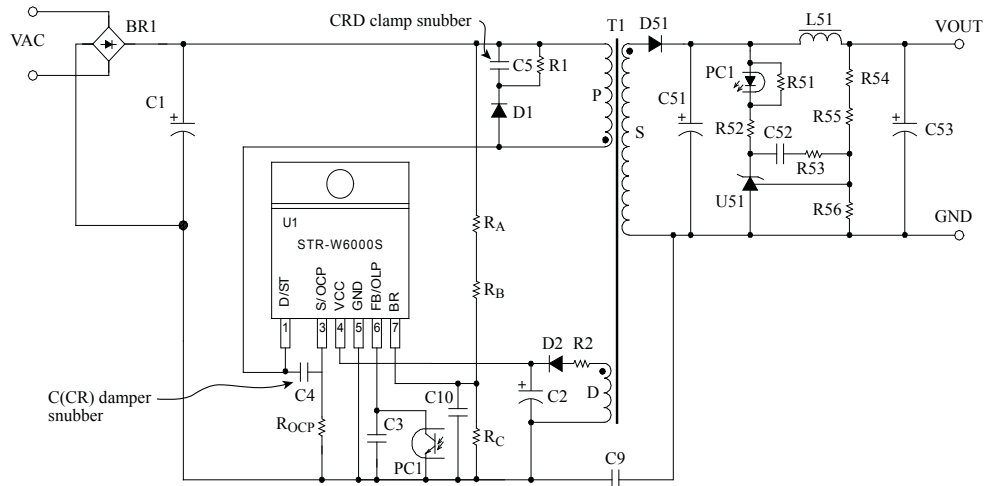 CRD clamp snubber
T1
D51
L51
VOUT
BR1
VAC
C5
R1
P
PC1
R51
R54
C1
+
D1
C51
+
S
R52
C52
R55
+
C53
R53
U51
R56
GND
U1
STR-W6000S
D/ST
S/OCP
VCC
GND
FB/OLP
BR
1
3
4
5
6
7
RA
RB
D2
R2
C(CR) damper
snubber
C4
+
C2
D
C10
ROCP
C3
PC1
RC
C9